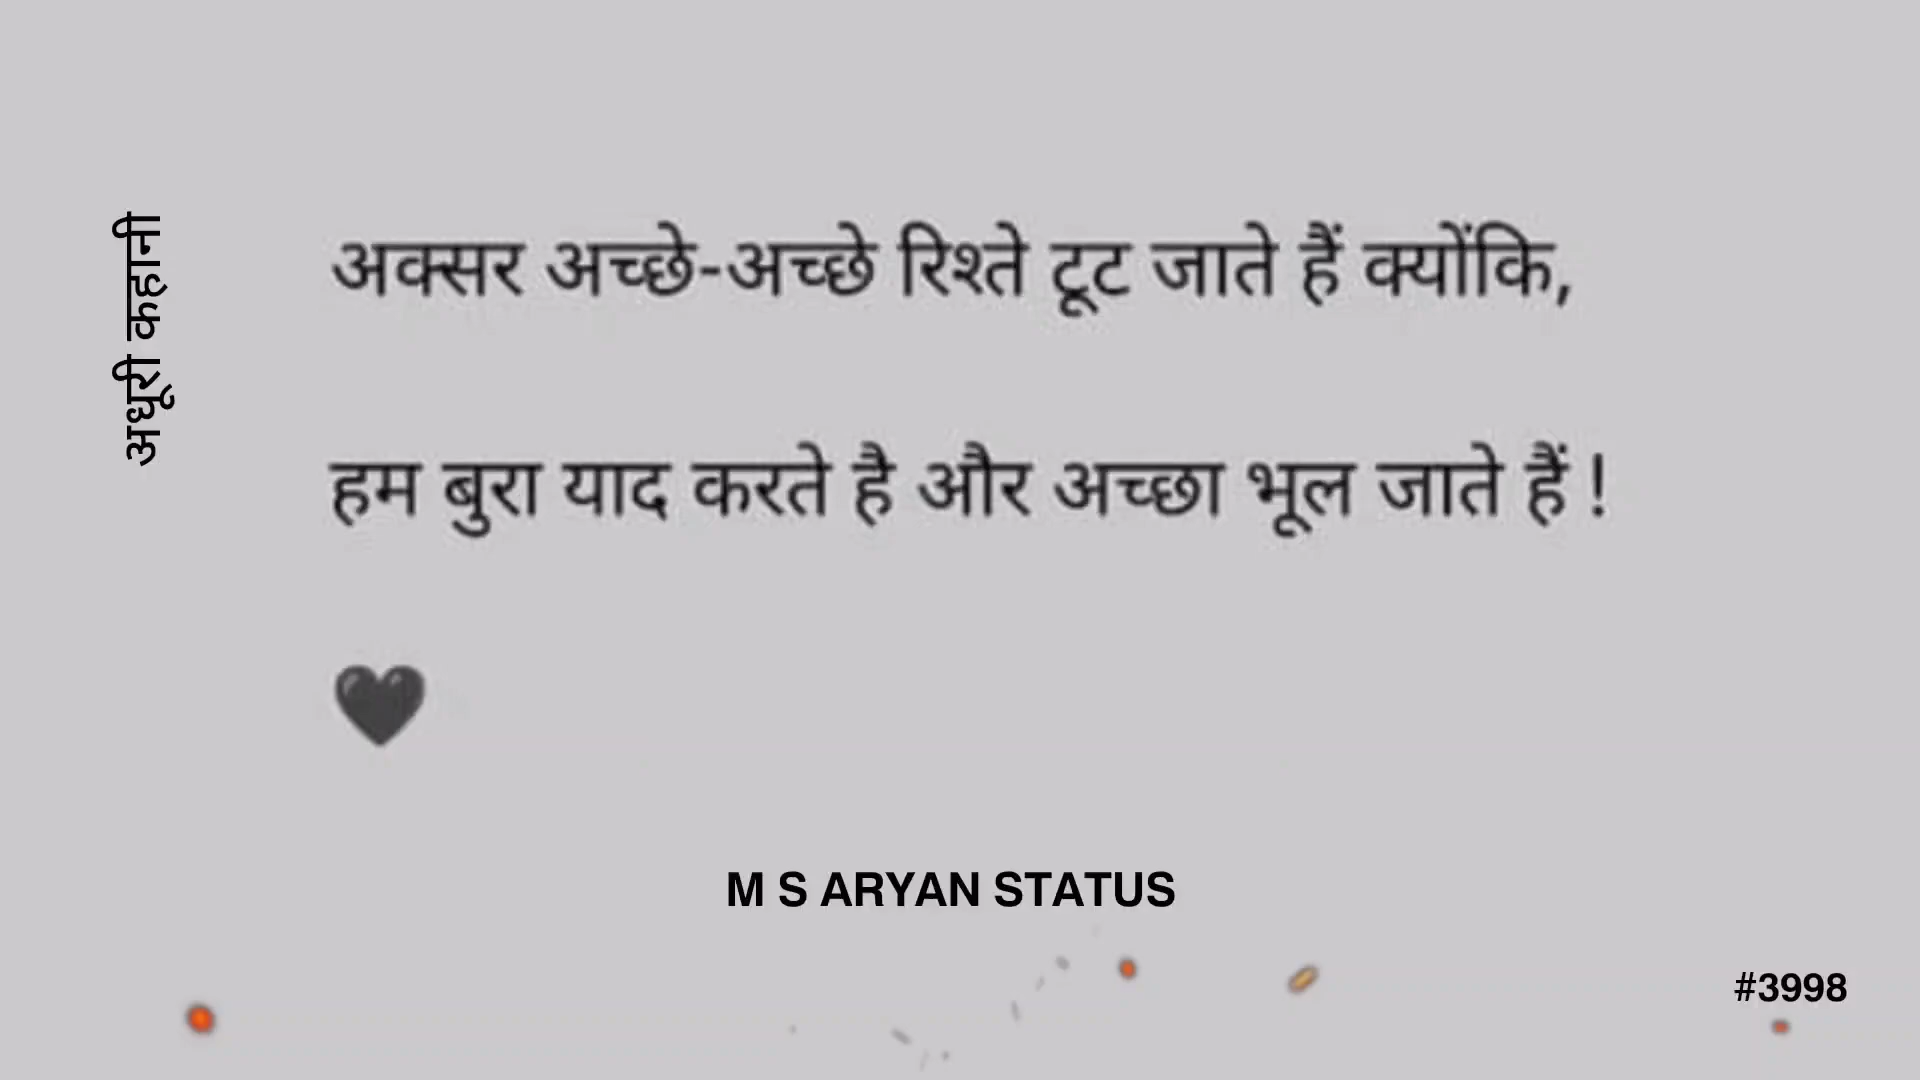 अधूरी कहानी
अक्सर अच्छे-अच्छे रिश्ते टूट जाते हैं क्योंकि,
हम बुरा याद करते है और अच्छा भूल जाते हैं !
🖤
M S ARYAN STATUS
#3998